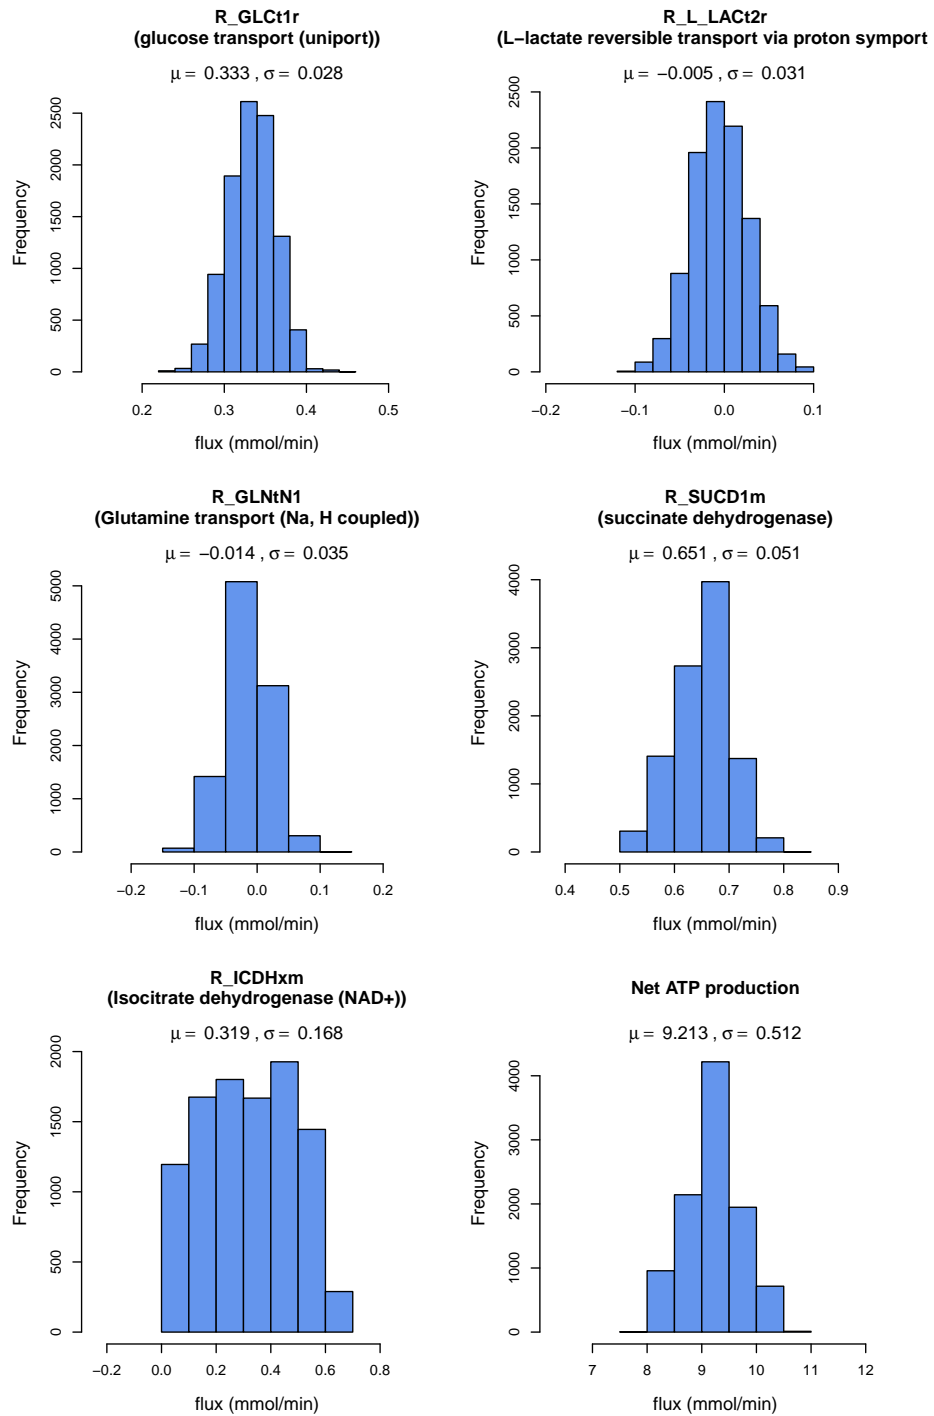 R_GLCt1r
(glucose transport (uniport))
μ = 0.333 , σ = 0.028
Frequency
0
500
1000
1500
2000
2500
0.2 0.3 0.4 0.5
flux (mmol/min)
R_L_LACt2r
(L−lactate reversible transport via proton symport
μ = −0.005 , σ = 0.031
Frequency
0
500
1000
1500
2000
2500
−0.2 −0.1 0.0 0.1
flux (mmol/min)
R_GLNtN1
(Glutamine transport (Na, H coupled))
μ = −0.014 , σ = 0.035
Frequency
0
1000
2000
3000
4000
5000
−0.2 −0.1 0.0 0.1 0.2
flux (mmol/min)
R_SUCD1m
(succinate dehydrogenase)
μ = 0.651 , σ = 0.051
Frequency
0
1000
2000
3000
4000
0.4 0.5 0.6 0.7 0.8 0.9
flux (mmol/min)
R_ICDHxm
(Isocitrate dehydrogenase (NAD+))
μ = 0.319 , σ = 0.168
Frequency
0
500
1000
1500
2000
−0.2 0.0 0.2 0.4 0.6 0.8
flux (mmol/min)
Net ATP production
μ = 9.213 , σ = 0.512
Frequency
0
1000
2000
3000
4000
7 8 9 10 11 12
flux (mmol/min)